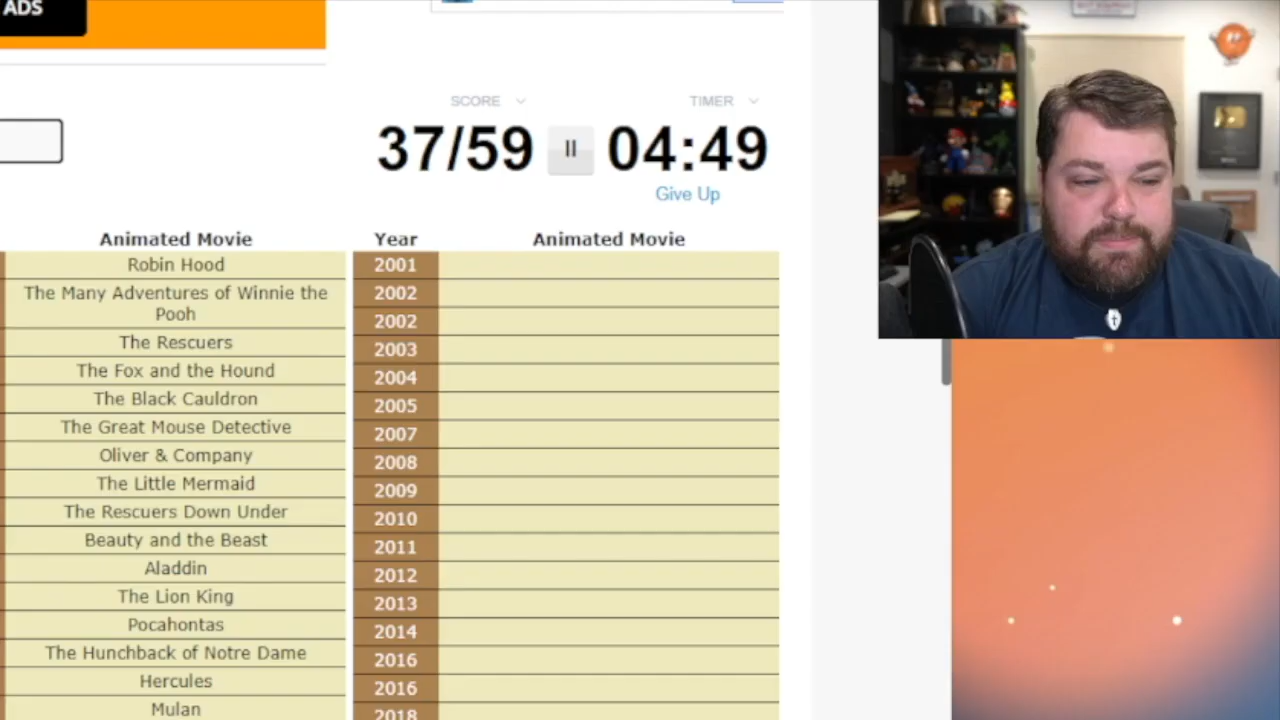 ADS
SCORE TIMER
37/59 04:49
Give Up
Animated Movie Year Animated Movie
Robin Hood 2001
The Many Adventures of Winnie the 2002
Pooh
2002
The Rescuers 2003
The Fox and the Hound 2004
The Black Cauldron 2005
The Great Mouse Detective 2007
Oliver & Company 2008
The Little Mermaid 2009
The Rescuers Down Under 2010
Beauty and the Beast 2011
Aladdin 2012
The Lion King 2013
Pocahontas 2014
The Hunchback of Notre Dame 2016
Hercules 2016
Mulan 2018